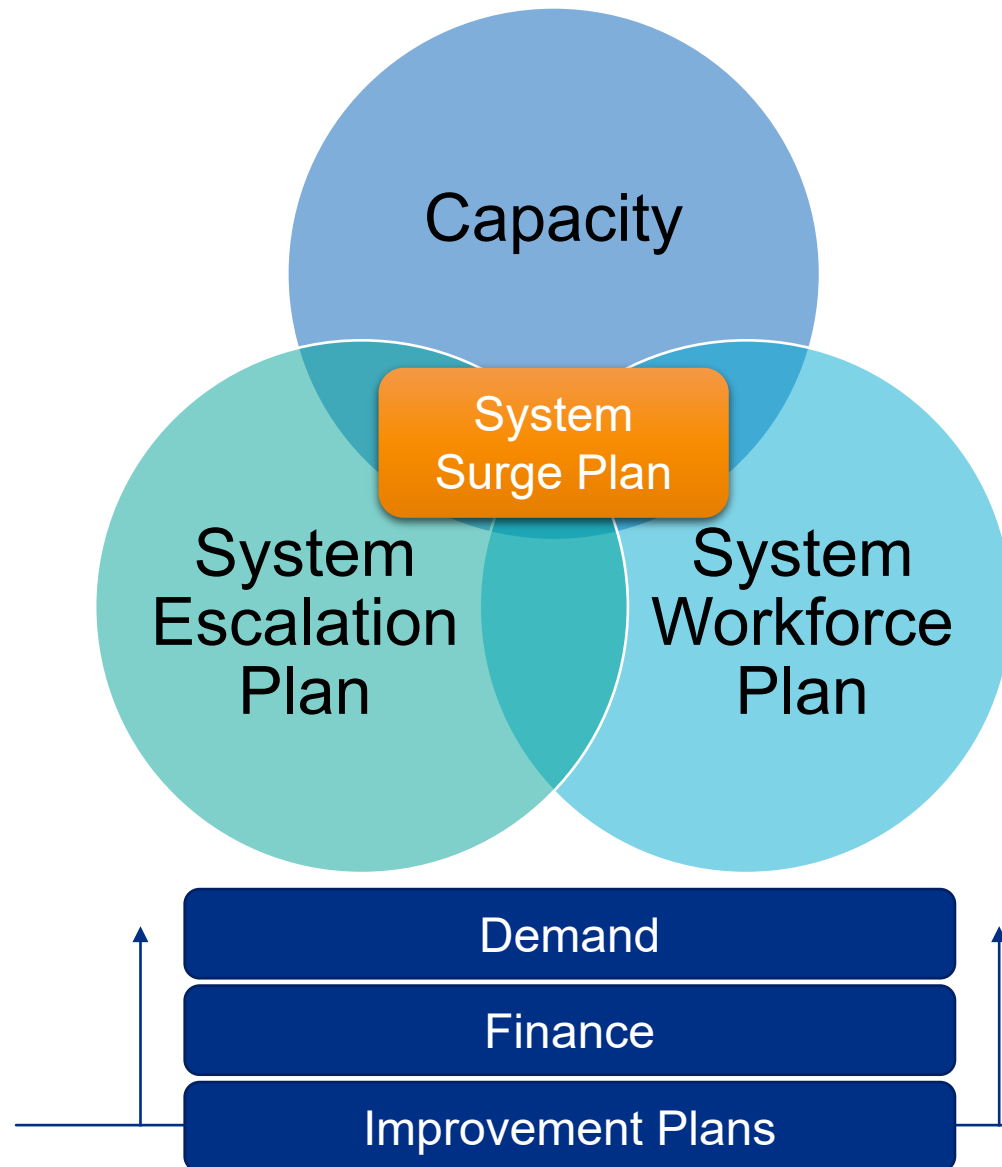 Capacity
System
Surge Plan
System
Escalation
Plan
System
Workforce
Plan
Demand
Finance
Improvement Plans